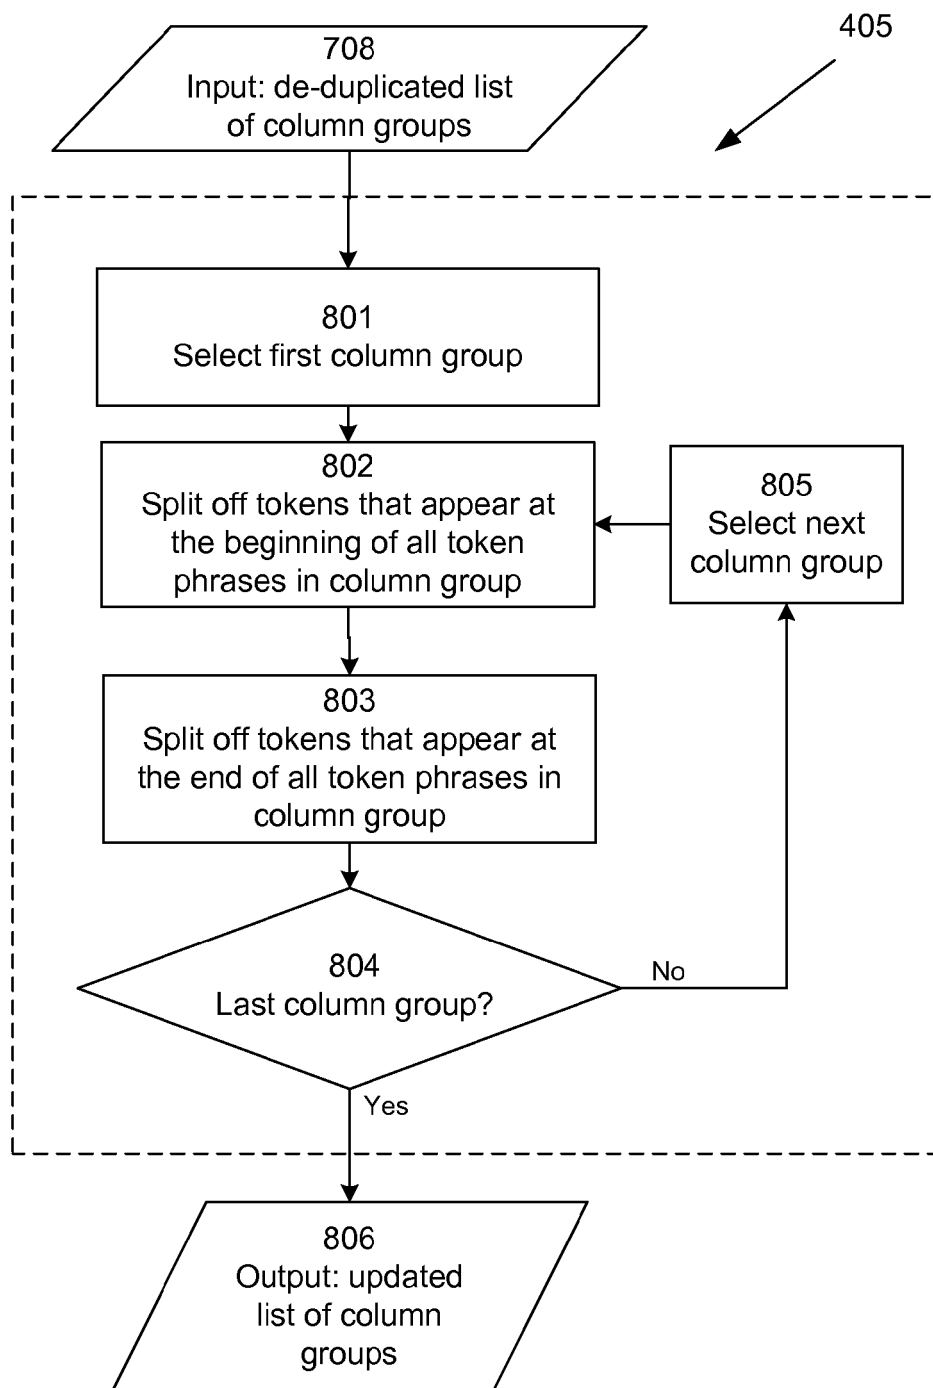 405
708
Input: de-duplicated list
of column groups
801
Select first column group
802
Split off tokens that appear at
the beginning of all token
phrases in column group
805
Select next
column group
803
Split off tokens that appear at
the end of all token phrases in
column group
804
Last column group?
No
Yes
806
Output: updated
list of column
groups